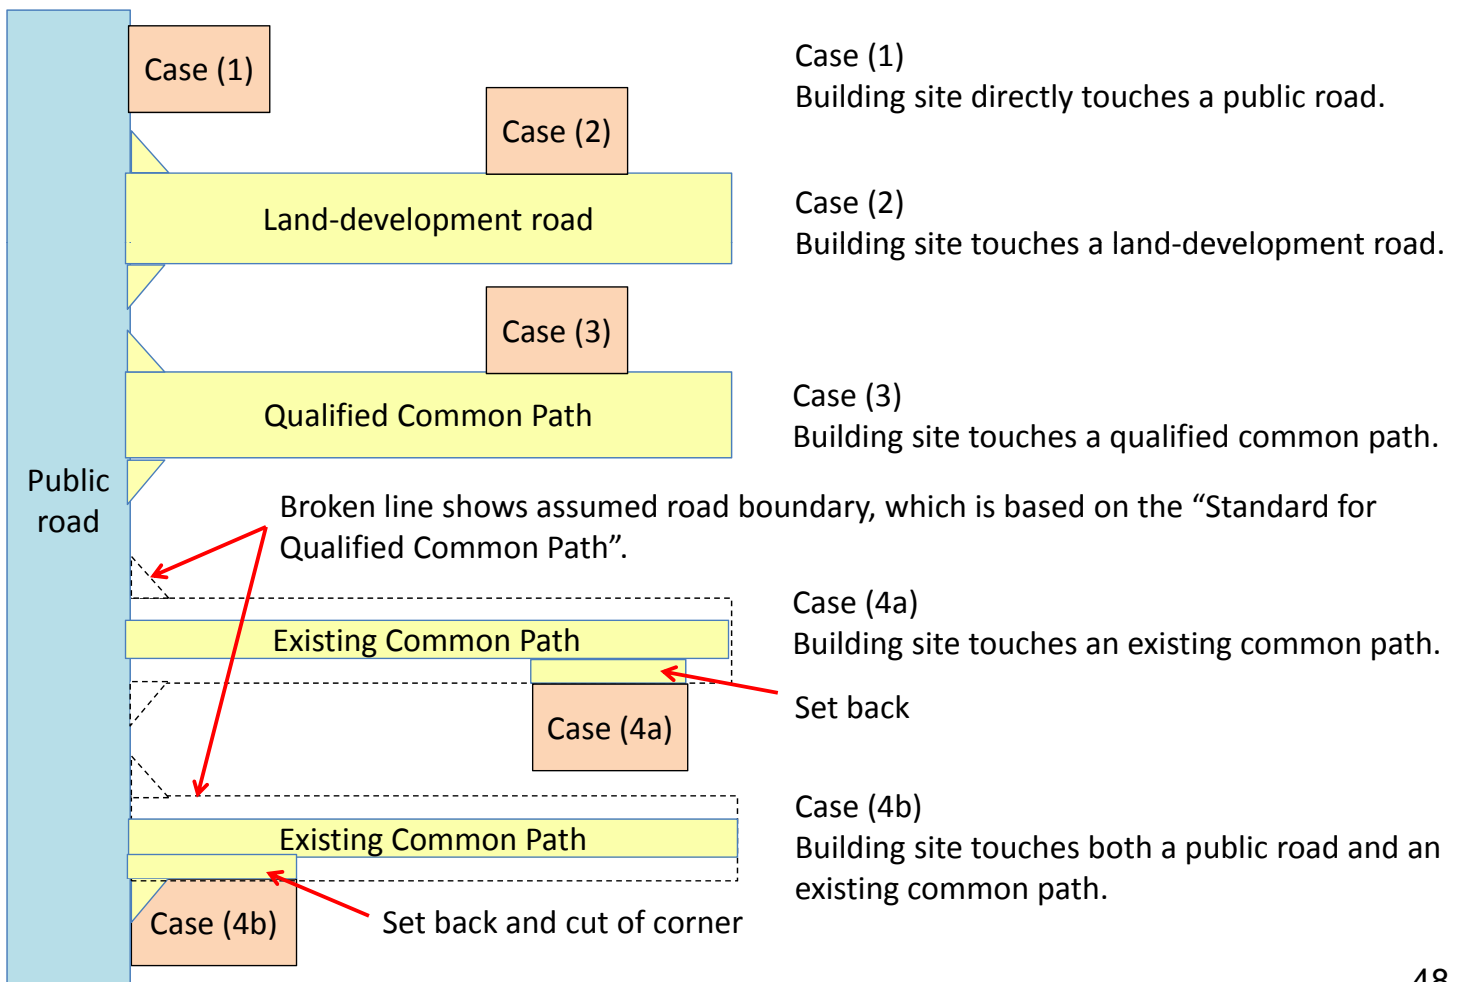 Case (1)
Case (1)
Building site directly touches a public road.
Case (2)
Land-development road
Case (2)
Building site touches a land-development road.
Case (3)
Qualified Common Path
Case (3)
Building site touches a qualified common path.
Public
road
Broken line shows assumed road boundary, which is based on the “Standard for
Qualified Common Path”.
Existing Common Path
Case (4a)
Case (4a)
Building site touches an existing common path.
Set back
Existing Common Path
Case (4b)
Set back and cut of corner
Case (4b)
Building site touches both a public road and an
existing common path.
48